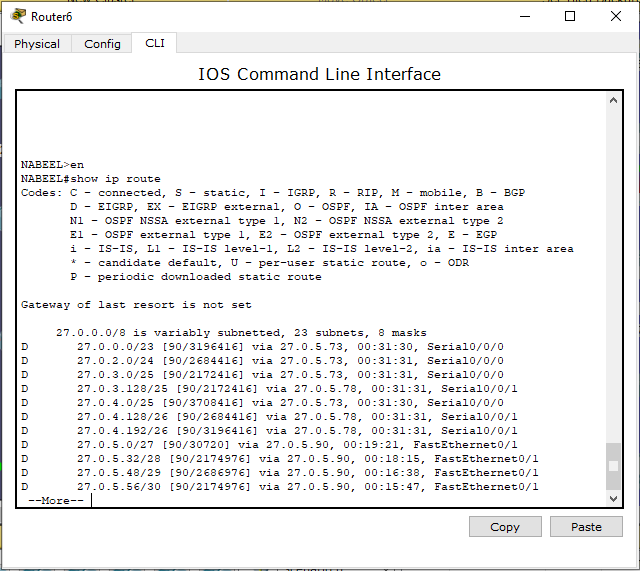 Router6
Physical Config CLI
IOS Command Line Interface
NABEEL>en
NABEEL#show ip route
Codes: C - connected, S - static, I - IGRP, R - RIP, M - mobile, B - BGP
D - EIGRP, EX - EIGRP external, O - OSPF, IA - OSPF inter area
N1 - OSPF NSSA external type 1, N2 - OSPF NSSA external type 2
E1 - OSPF external type 1, E2 - OSPF external type 2, E - EGP
i - IS-IS, L1 - IS-IS level-1, L2 - IS-IS level-2, ia - IS-IS inter area
* - candidate default, U - per-user static route, o - ODR
P - periodic downloaded static route
Gateway of last resort is not set
27.0.0.0/8 is variably subnetted, 23 subnets, 8 masks
D 27.0.0.0/23 [90/3196416] via 27.0.5.73, 00:31:30, Serial0/0/0
D 27.0.2.0/24 [90/2684416] via 27.0.5.73, 00:31:31, Serial0/0/0
D 27.0.3.0/25 [90/2172416] via 27.0.5.73, 00:31:31, Serial0/0/0
D 27.0.3.128/25 [90/2172416] via 27.0.5.78, 00:31:31, Serial0/0/1
D 27.0.4.0/25 [90/3708416] via 27.0.5.73, 00:31:30, Serial0/0/0
D 27.0.4.128/26 [90/2684416] via 27.0.5.78, 00:31:31, Serial0/0/1
D 27.0.4.192/26 [90/3196416] via 27.0.5.78, 00:31:31, Serial0/0/1
D 27.0.5.0/27 [90/30720] via 27.0.5.90, 00:19:21, FastEthernet0/1
D 27.0.5.32/28 [90/2174976] via 27.0.5.90, 00:18:15, FastEthernet0/1
D 27.0.5.48/29 [90/2686976] via 27.0.5.90, 00:16:38, FastEthernet0/1
D 27.0.5.56/30 [90/2174976] via 27.0.5.90, 00:15:47, FastEthernet0/1
--More--
Copy Paste